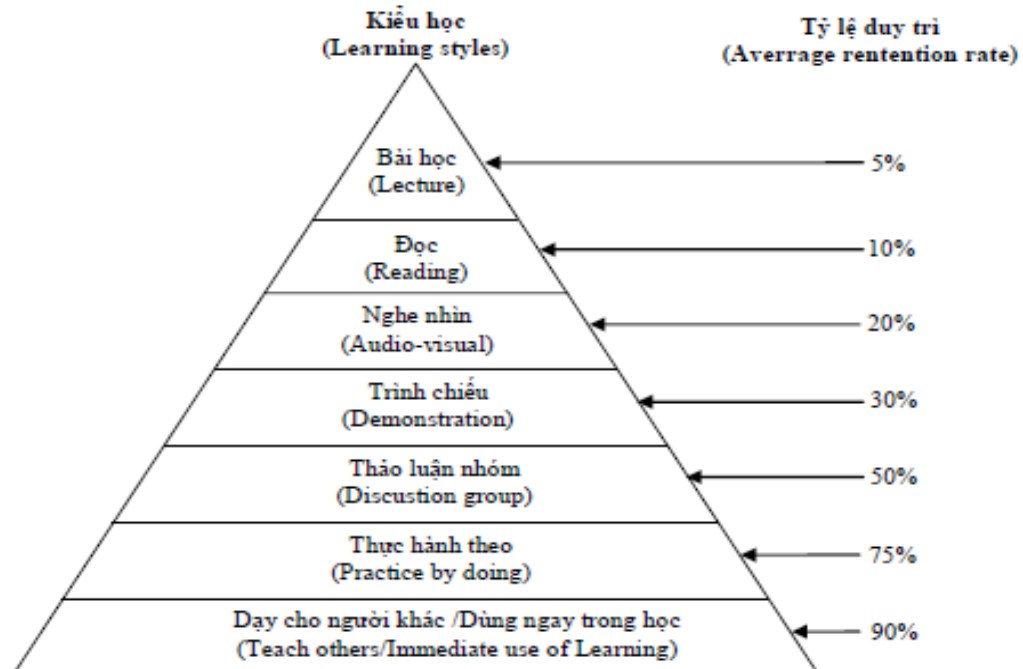 Kiểu học
(Learning styles)
Tỷ lệ duy trì
(Averrage rentention rate)
Bài học
(Lecture)
5%
Đọc
(Reading)
10%
Nghe nhìn
(Audio-visual)
20%
Trình chiếu
(Demonstration)
30%
Thảo luận nhóm
(Discustion group)
50%
Thực hành theo
(Practice by doing)
75%
Dạy cho người khác /Dùng ngay trong học
(Teach others/Immediate use of Learning)
90%